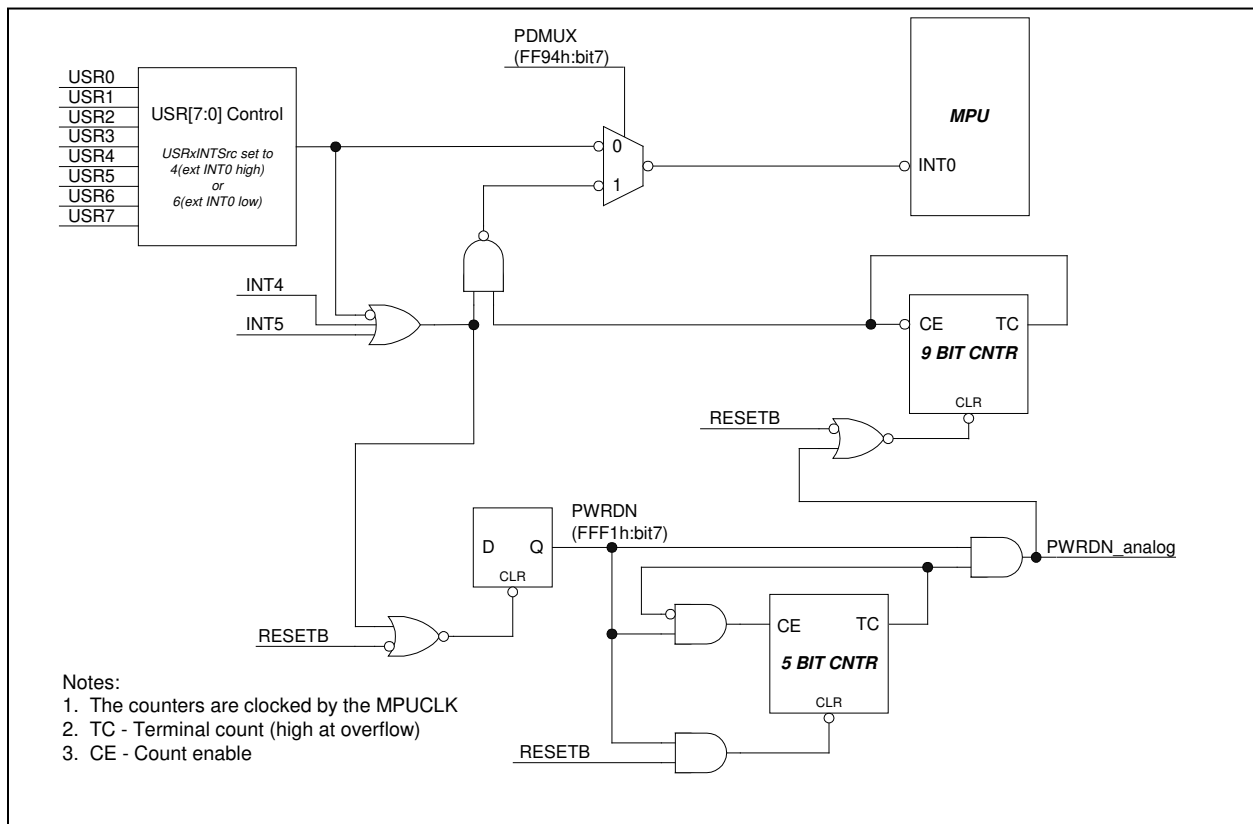 PDMUX
(FF94h:bit7)
USR0
USR1
USR2
USR3
USR4
USR5
USR6
USR7
USR[7:0] Control
USRxINTSrc set to
4(ext INT0 high)
or
6(ext INT0 low)
0
1
MPU
INT0
INT4
INT5
CE
TC
9 BIT CNTR
CLR
RESETB
D
Q
CLR
PWRDN
(FFF1h:bit7)
PWRDN_analog
RESETB
CE
TC
5 BIT CNTR
CLR
RESETB
Notes:
1. The counters are clocked by the MPUCLK
2. TC - Terminal count (high at overflow)
3. CE - Count enable